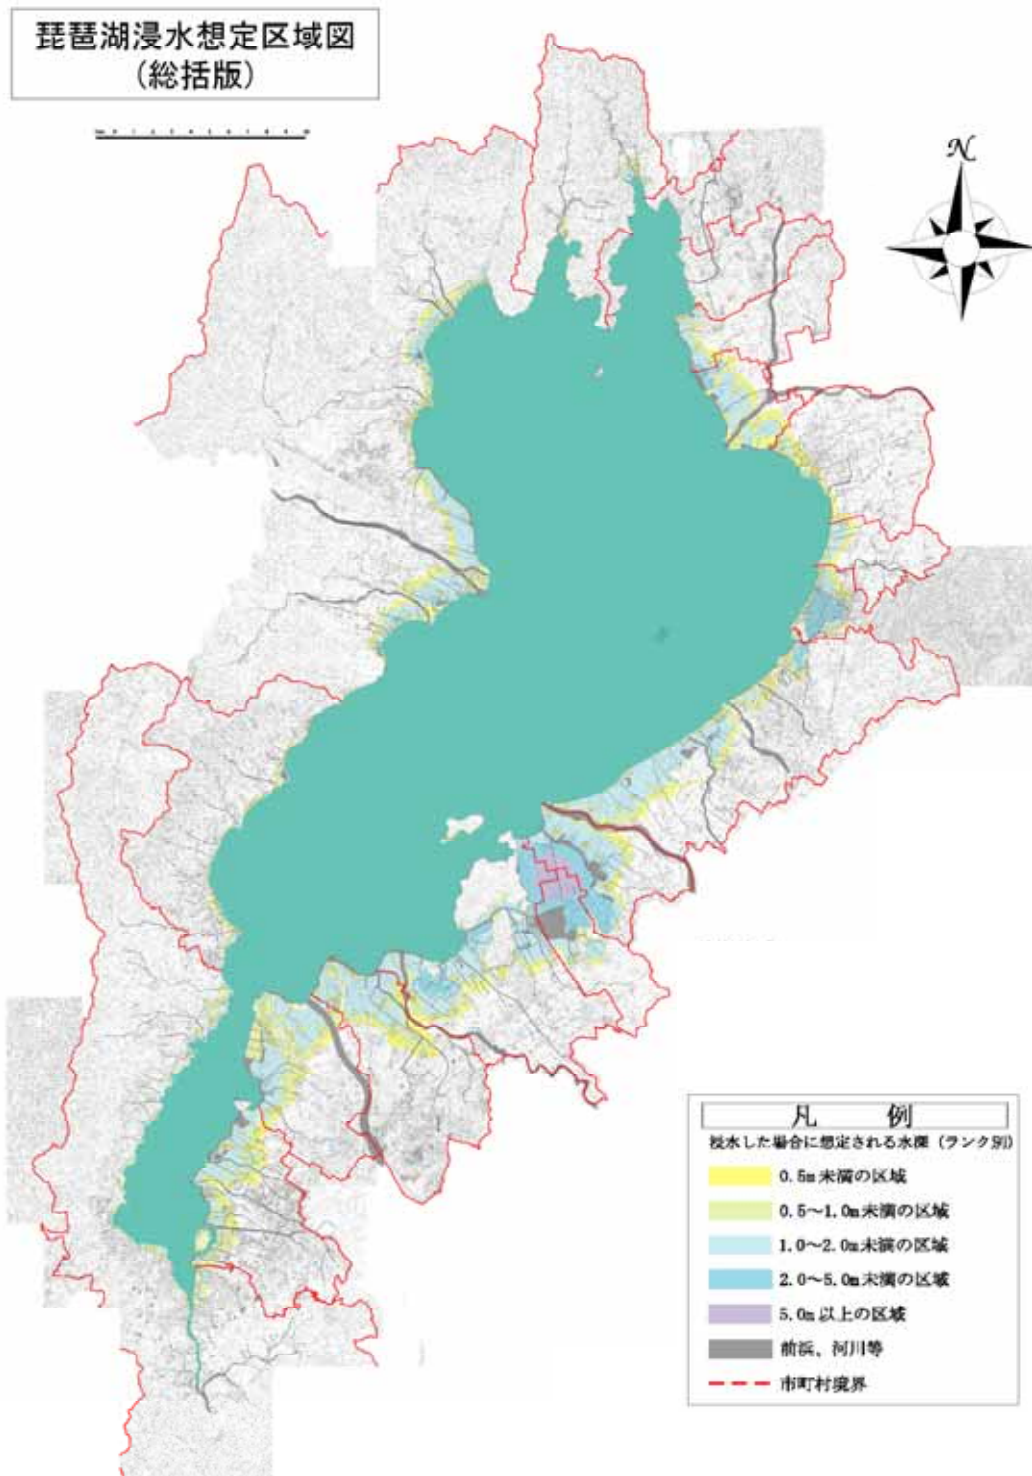 琵琶湖浸水想定区域図
(総括版)
N
凡 例
浸水した場合に想定される水深(ランク別)
0.5m未満の区域
0.5〜1.0m未満の区域
1.0〜2.0m未満の区域
2.0〜5.0m未満の区域
5.0m以上の区域
前浜、河川等
市町村境界